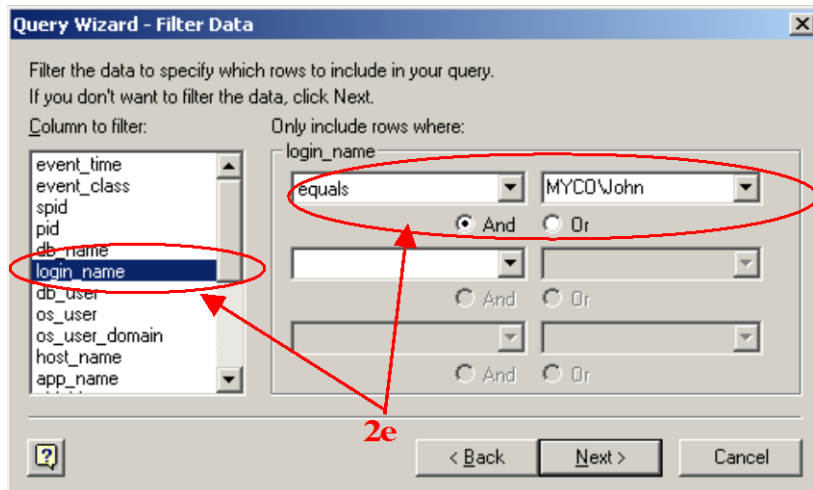 Query Wizard - Filter Data
Filter the data to specify which rows to include in your query.
If you don't want to filter the data, click Next.
Column to filter:
Only include rows where:
event_time
event_class
spid
pid
db_name
login_name
db_user
os_user
os_user_domain
host_name
app_name
login_name
equals MYCO\John
And Or
And Or
And Or
2e
< Back Next > Cancel